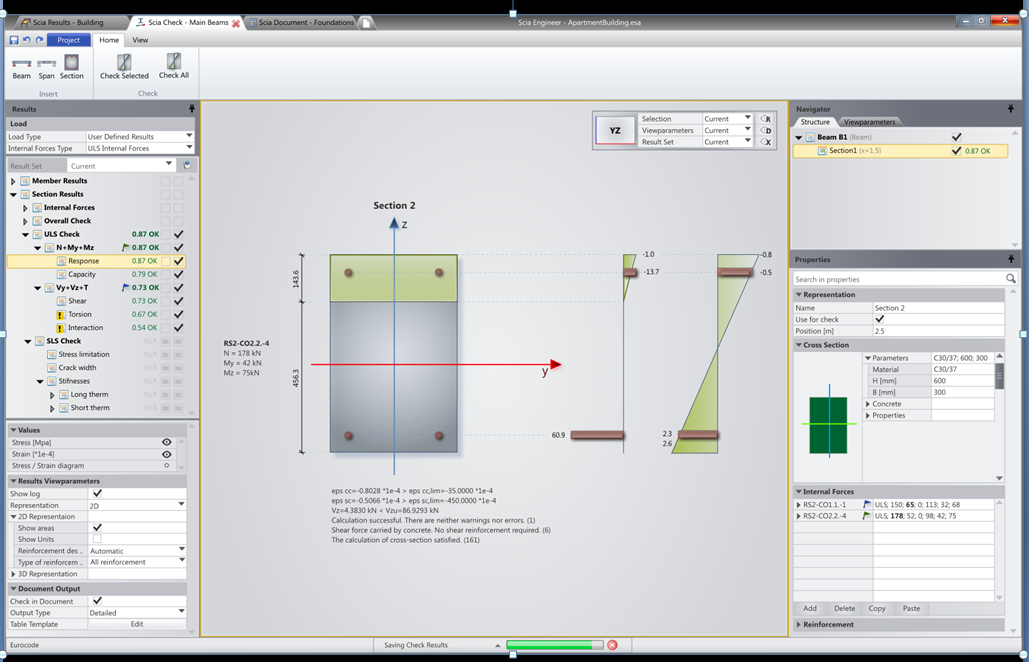 Scia Results - Building
Scia Check - Main Beams
Scia Document - Foundations
Scia Engineer - ApartmentBuilding.esa
Project Home View
Beam Span Section Check Selected Check All
Insert Check
Results
Load
Load Type User Defined Results
Internal Forces Type ULS Internal Forces
Result Set Current
Member Results
Section Results
Internal Forces
Overall Check
ULS Check 0.87 OK
N+My+Mz 0.87 OK
Response 0.87 OK
Capacity 0.79 OK
Vy+Vz+T 0.73 OK
Shear 0.73 OK
Torsion 0.67 OK
Interaction 0.54 OK
SLS Check N/A
Stress limitation N/A
Crack width N/A
Stifnesses N/A
Long therm N/A
Short therm N/A
Values
Stress [Mpa]
Strain [*1e-4]
Stress / Strain diagram
Results Viewparameters
Show log
Representation 2D
2D Representaion
Show areas
Show Units
Reinforcement des .. Automatic
Type of reinforcem .. All reinforcement
3D Representation
Document Output
Check in Document
Output Type Detailed
Table Template Edit
Eurocode
YZ
Selection Current R
Viewparameters Current D
Result Set Current X
Section 2
z
-1.0 -0.8
-13.7 -0.5
143.6
RS2-CO2.2.-4
N = 178 kN
My = 42 kN
Mz = 75kN
y
456.3
60.9 2.3
2.6
eps cc=-0.8028 *1e-4 > eps cc,lim=-35.0000 *1e-4
eps sc=-0.5066 *1e-4 > eps sc,lim=-450.0000 *1e-4
Vz=4.3830 kN < Vzu=86.9293 kN
Calculation successful. There are neither warnings nor errors. (1)
Shear force carried by concrete. No shear reinforcement required. (6)
The calculation of cross-section satisfied. (161)
Saving Check Results
Navigator
Structure Viewparameters
Beam B1 (Beam)
Section1 (x=1.5) 0.87 OK
Properties
Search in properties
Representation
Name Section 2
Use for check
Position [m] 2.5
Cross Section
Parameters C30/37; 600; 300
Material C30/37
H [mm] 600
B [mm] 300
Concrete
Properties
Internal Forces
RS2-CO1.1.-1 ULS; 150; 65; 0; 113; 32; 68
RS2-CO2.2.-4 ULS; 178; 52; 0; 98; 42; 75
Add Delete Copy Paste
Reinforcement